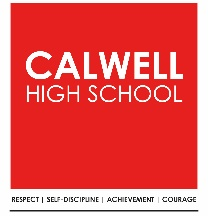 CALWELL
HIGH SCHOOL
RESPECT | SELF-DISCIPLINE | ACHIEVEMENT | COURAGE